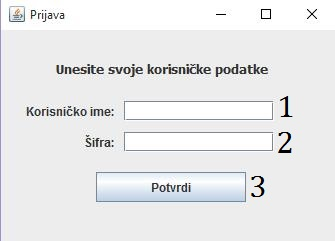 Prijava
Unesite svoje korisničke podatke
Korisničko ime: 1
Šifra: 2
Potvrdi 3